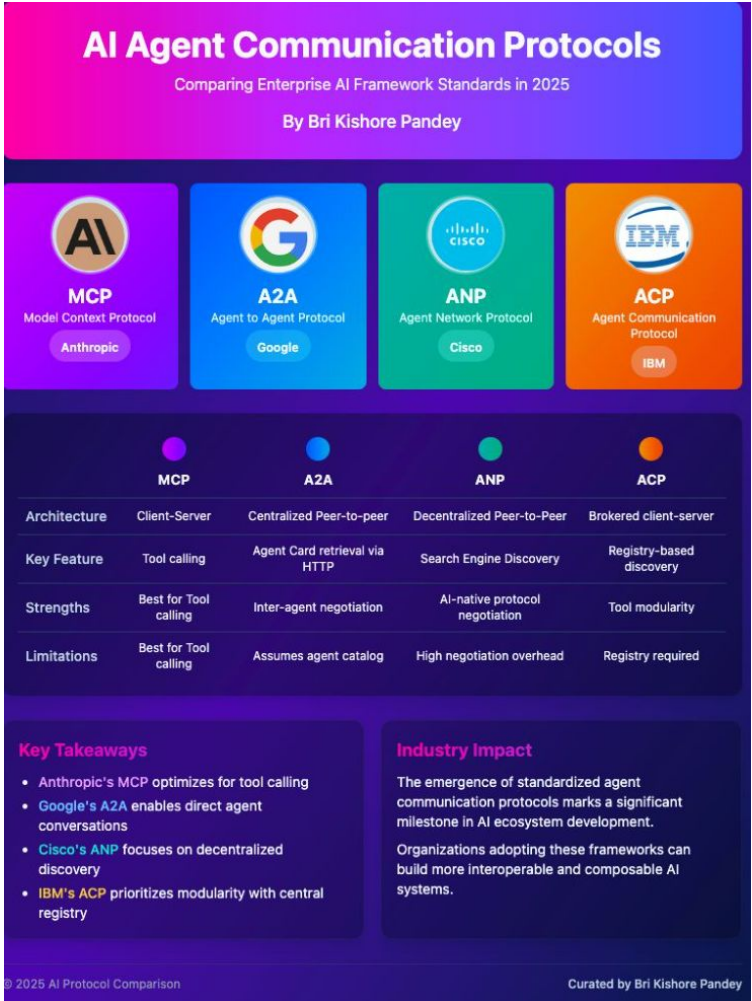 AI Agent Communication Protocols
Comparing Enterprise AI Framework Standards in 2025
By Bri Kishore Pandey
AI
MCP
Model Context Protocol
Anthropic
G
A2A
Agent to Agent Protocol
Google
CISCO
ANP
Agent Network Protocol
Cisco
IBM
ACP
Agent Communication
Protocol
IBM
MCP A2A ANP ACP
Architecture Client-Server Centralized Peer-to-peer Decentralized Peer-to-Peer Brokered client-server
Key Feature Tool calling Agent Card retrieval via HTTP Search Engine Discovery Registry-based discovery
Strengths Best for Tool calling Inter-agent negotiation AI-native protocol negotiation Tool modularity
Limitations Best for Tool calling Assumes agent catalog High negotiation overhead Registry required
Key Takeaways
• Anthropic's MCP optimizes for tool calling
• Google's A2A enables direct agent
conversations
• Cisco's ANP focuses on decentralized
discovery
• IBM's ACP prioritizes modularity with central
registry
Industry Impact
The emergence of standardized agent
communication protocols marks a significant
milestone in AI ecosystem development.
Organizations adopting these frameworks can
build more interoperable and composable AI
systems.
© 2025 AI Protocol Comparison
Curated by Bri Kishore Pandey